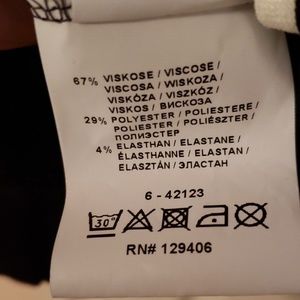 67% VISKOSE / VISCOSE /
VISCOSA / WISKOZA /
VISKÓZA / VISZKÓZ /
VISKOS / ВИСКОЗА
29% POLYESTER / POLIESTERE /
POLIESTER / POLIÉSZTER /
ПОЛИЭСТЕР
4% ELASTHAN / ELASTANE /
ÉLASTHANNE / ELASTAN /
ELASZTÁN / ЭЛАСТАН
6 - 42123
30°
RN# 129406